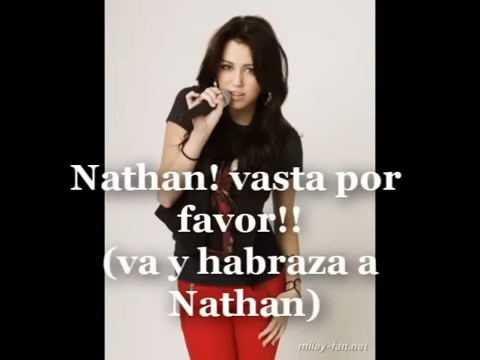 Nathan! vasta por
favor!!
(va y habraza a
Nathan)
miley-fan.net